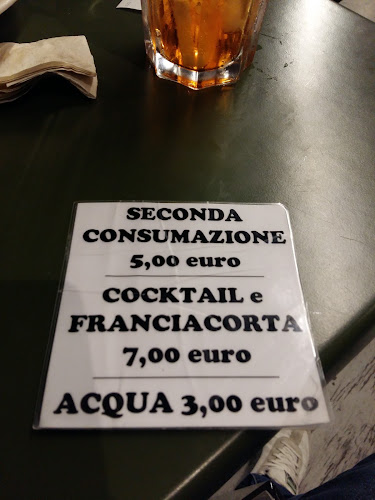 SECONDA
CONSUMAZIONE
5,00 euro
COCKTAIL e
FRANCIACORTA
7,00 euro
ACQUA 3,00 euro